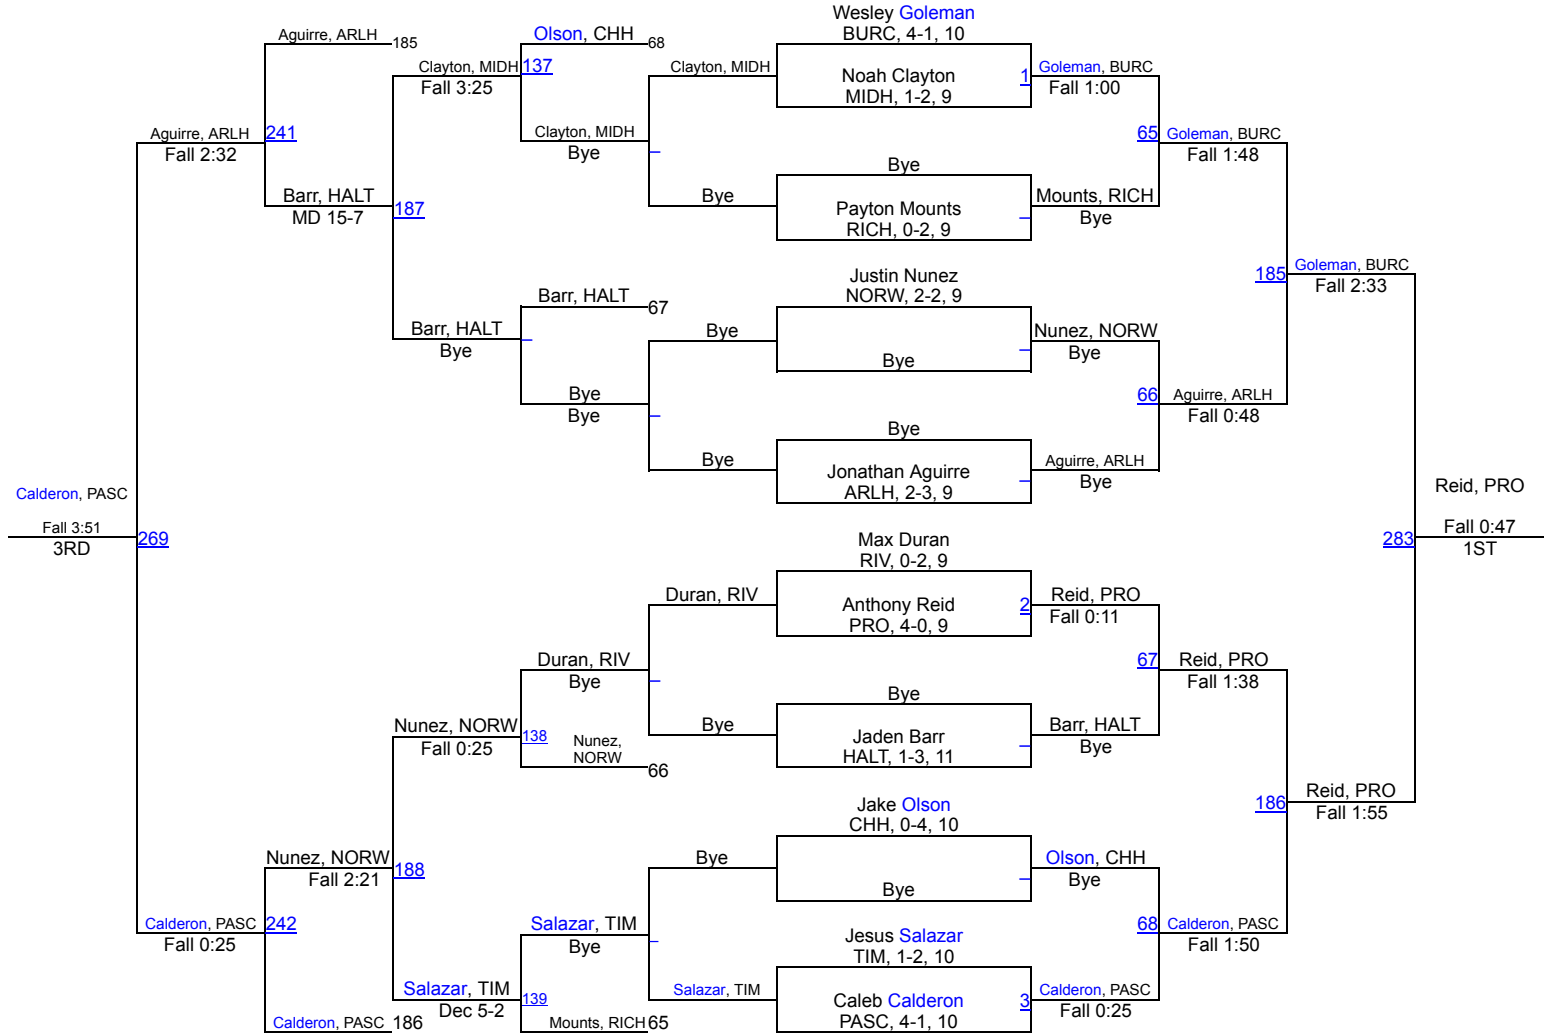 Wesley Goleman
BURC, 4-1, 10
Aguirre, ARLH
185
Olson, CHH
68
Clayton, MIDH
137
Fall 3:25
Clayton, MIDH
Noah Clayton
MIDH, 1-2, 9
1
Goleman, BURC
Fall 1:00
Aguirre, ARLH
241
Fall 2:32
Clayton, MIDH
Bye
65
Goleman, BURC
Fall 1:48
Bye
Barr, HALT
187
MD 15-7
Bye
Payton Mounts
RICH, 0-2, 9
Mounts, RICH
Bye
Justin Nunez
NORW, 2-2, 9
185
Goleman, BURC
Fall 2:33
Barr, HALT
67
Barr, HALT
Bye
Bye
Nunez, NORW
Bye
Bye
Bye
Bye
66
Aguirre, ARLH
Fall 0:48
Bye
Bye
Jonathan Aguirre
ARLH, 2-3, 9
Aguirre, ARLH
Bye
Calderon, PASC
Fall 3:51
3RD
269
Reid, PRO
283
Fall 0:47
1ST
Max Duran
RIV, 0-2, 9
Duran, RIV
Anthony Reid
PRO, 4-0, 9
2
Reid, PRO
Fall 0:11
Duran, RIV
Bye
67
Reid, PRO
Fall 1:38
Bye
Nunez, NORW
138
Fall 0:25
Nunez,
NORW
66
Bye
Jaden Barr
HALT, 1-3, 11
Barr, HALT
Bye
Jake Olson
CHH, 0-4, 10
186
Reid, PRO
Fall 1:55
Nunez, NORW
188
Fall 2:21
Bye
Bye
Olson, CHH
Bye
Calderon, PASC
242
Fall 0:25
Salazar, TIM
Bye
68
Calderon, PASC
Fall 1:50
Jesus Salazar
TIM, 1-2, 10
Salazar, TIM
139
Dec 5-2
Salazar, TIM
Caleb Calderon
PASC, 4-1, 10
3
Calderon, PASC
Fall 0:25
Calderon, PASC
186
Mounts, RICH
65